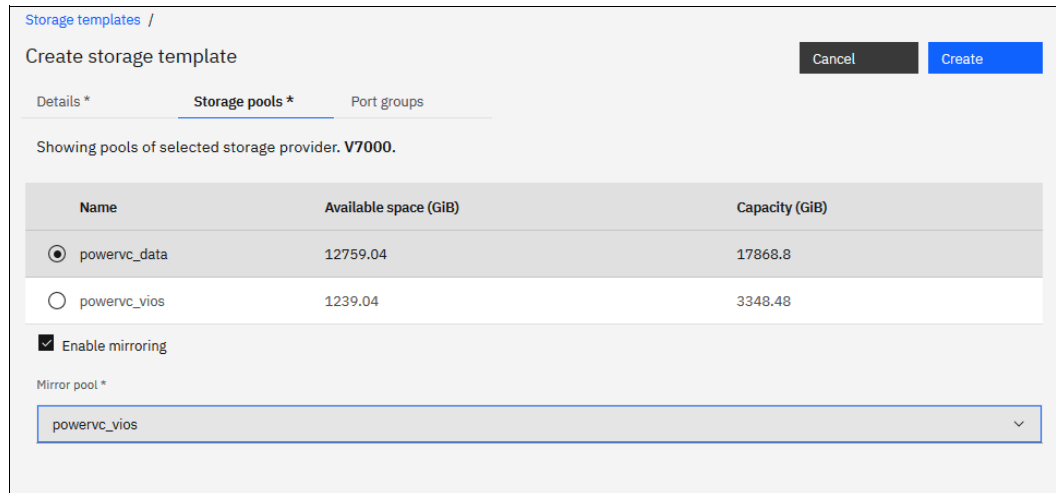 Storage templates /
Create storage template
Cancel
Create
Details *
Storage pools *
Port groups
Showing pools of selected storage provider. V7000.
Name Available space (GiB) Capacity (GiB)
powervc_data 12759.04 17868.8
powervc_vios 1239.04 3348.48
Enable mirroring
Mirror pool *
powervc_vios